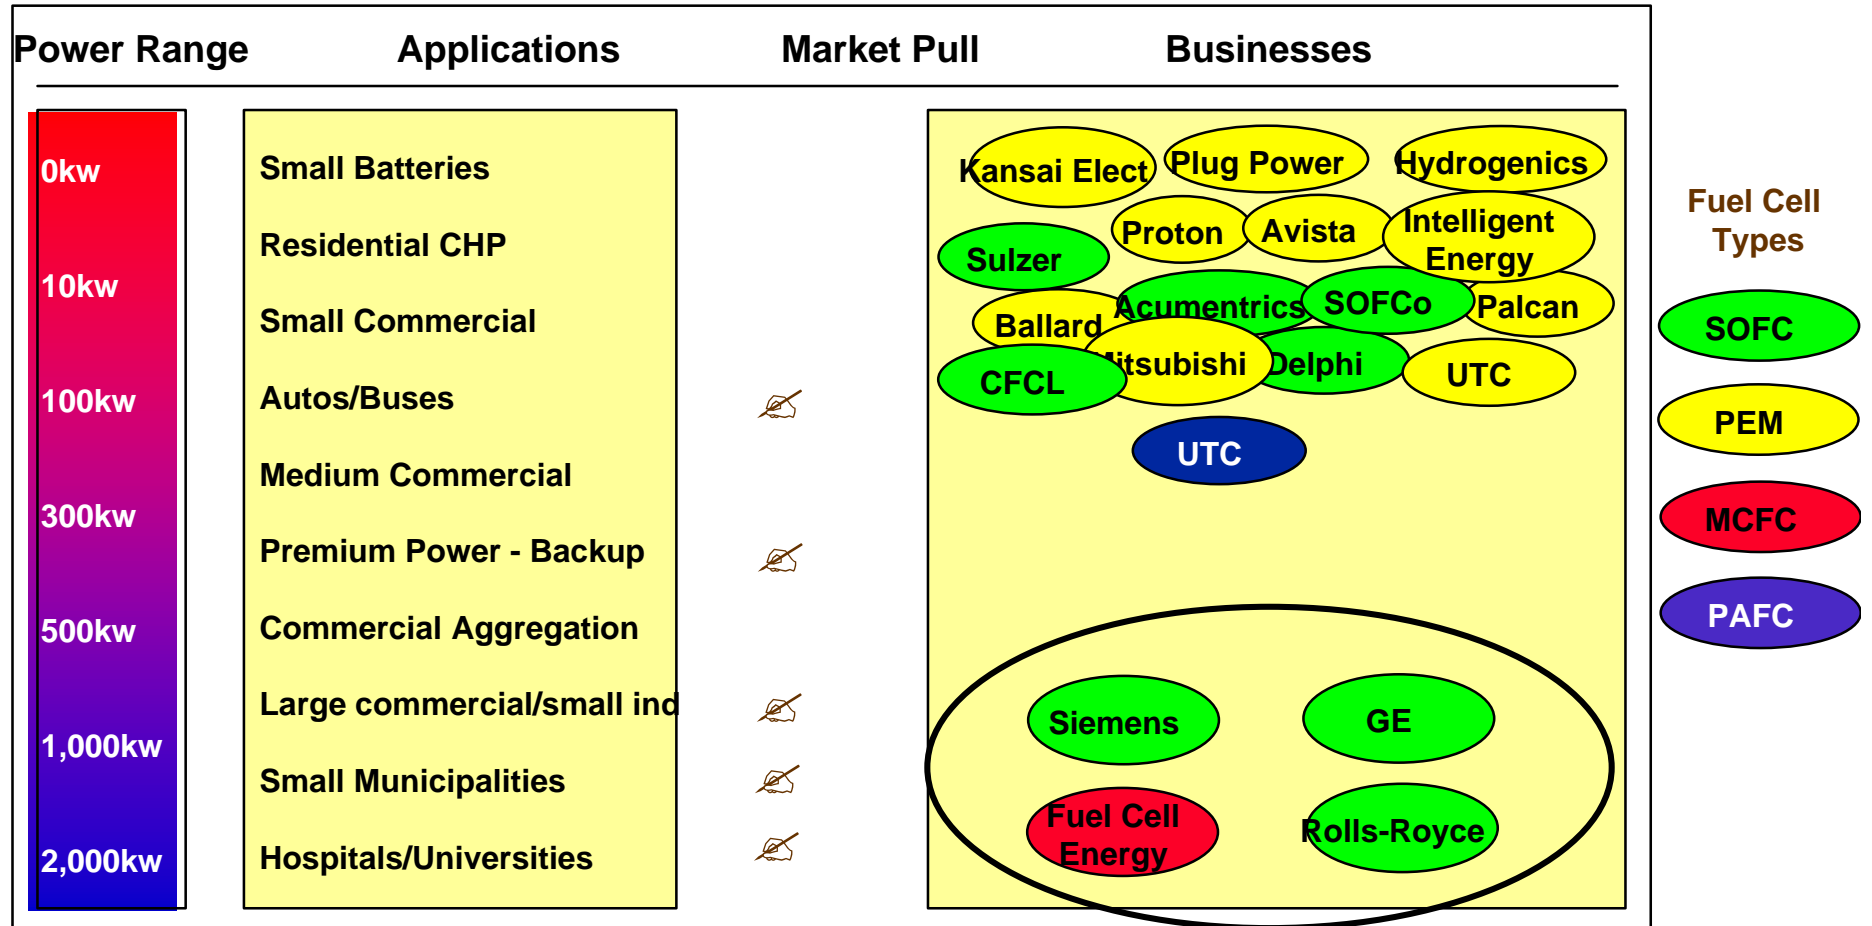 Power Range Applications Market Pull Businesses
0kw
10kw
100kw
300kw
500kw
1,000kw
2,000kw
Small Batteries
Residential CHP
Small Commercial
Autos/Buses
Medium Commercial
Premium Power - Backup
Commercial Aggregation
Large commercial/small ind
Small Municipalities
Hospitals/Universities
Kansai Elect
Plug Power
Hydrogenics
Proton
Avista
Intelligent
Energy
Sulzer
Acumentrics
SOFCo
Palcan
Ballard
itsubishi
Delphi
CFCL
UTC
UTC
Siemens
GE
Fuel Cell
Energy
Rolls-Royce
Fuel Cell
Types
SOFC
PEM
MCFC
PAFC